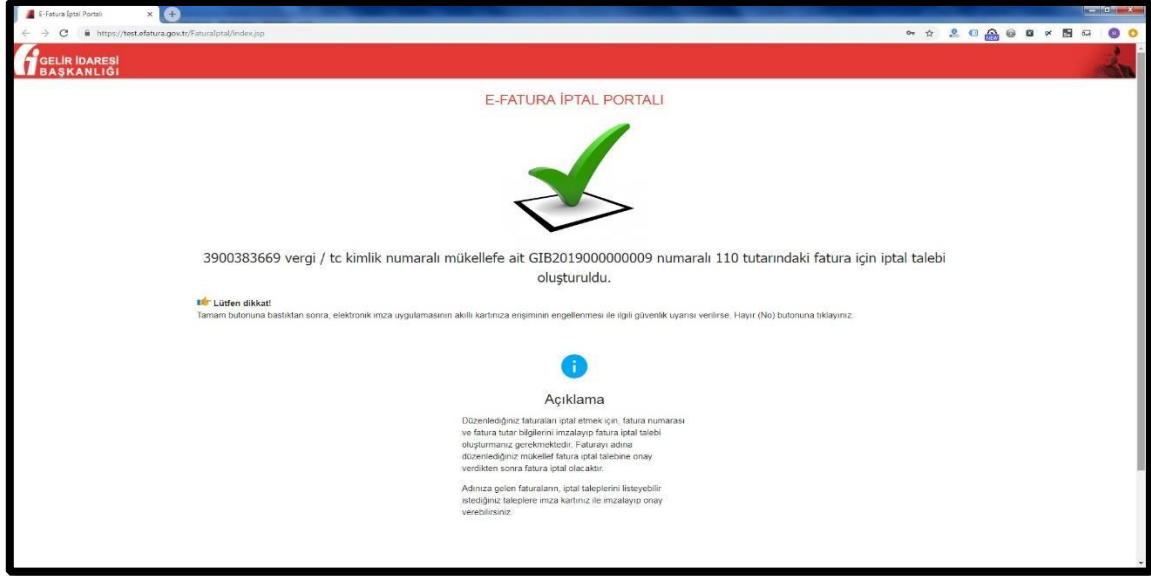 E-Fatura İptal Portalı
https://test.efatura.gov.tr/FaturaIptal/index.jsp
NEW
GELİR İDARESİ
BAŞKANLIĞI
E-FATURA İPTAL PORTALI
3900383669 vergi / tc kimlik numaralı mükellefe ait GIB2019000000009 numaralı 110 tutarındaki fatura için iptal talebi
oluşturuldu.
Lütfen dikkat!
Tamam butonuna bastıktan sonra, elektronik imza uygulamasının akıllı kartınıza erişiminin engellenmesi ile ilgili güvenlik uyarısı verilirse, Hayır (No) butonuna tıklayınız.
i
Açıklama
Düzenlediğiniz faturaları iptal etmek için, fatura numarası
ve fatura tutar bilgilerini imzalayıp fatura iptal talebi
oluşturmanız gerekmektedir. Faturayı adına
düzenlediğiniz mükellef fatura iptal talebine onay
verdikten sonra fatura iptal olacaktır.
Adınıza gelen faturaların, iptal taleplerini listeyebilir
istediğiniz taleplere imza kartınız ile imzalayıp onay
verebilirsiniz.